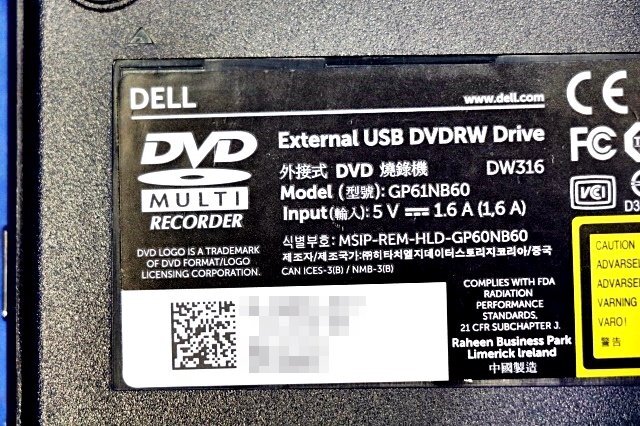 DELL
www.dell.com
DVD
MULTI
RECORDER
External USB DVDRW Drive
外接式 DVD 燒錄機 DW316
Model (型號): GP61NB60
Input(輸入): 5 V ⎓ 1.6 A (1,6 A)
식별부호: MSIP-REM-HLD-GP60NB60
제조자/제조국가:㈜히타치엘지데이터스토리지코리아/중국
CAN ICES-3(B) / NMB-3(B)
DVD LOGO IS A TRADEMARK
OF DVD FORMAT/LOGO
LICENSING CORPORATION.
COMPLIES WITH FDA
RADIATION
PERFORMANCE
STANDARDS,
21 CFR SUBCHAPTER J.
Raheen Business Park
Limerick Ireland
中國製造
CE
FC
VCI
D3
CAUTION
ADVARSEL
ADVARSEL
VARNING
VARO!
警告